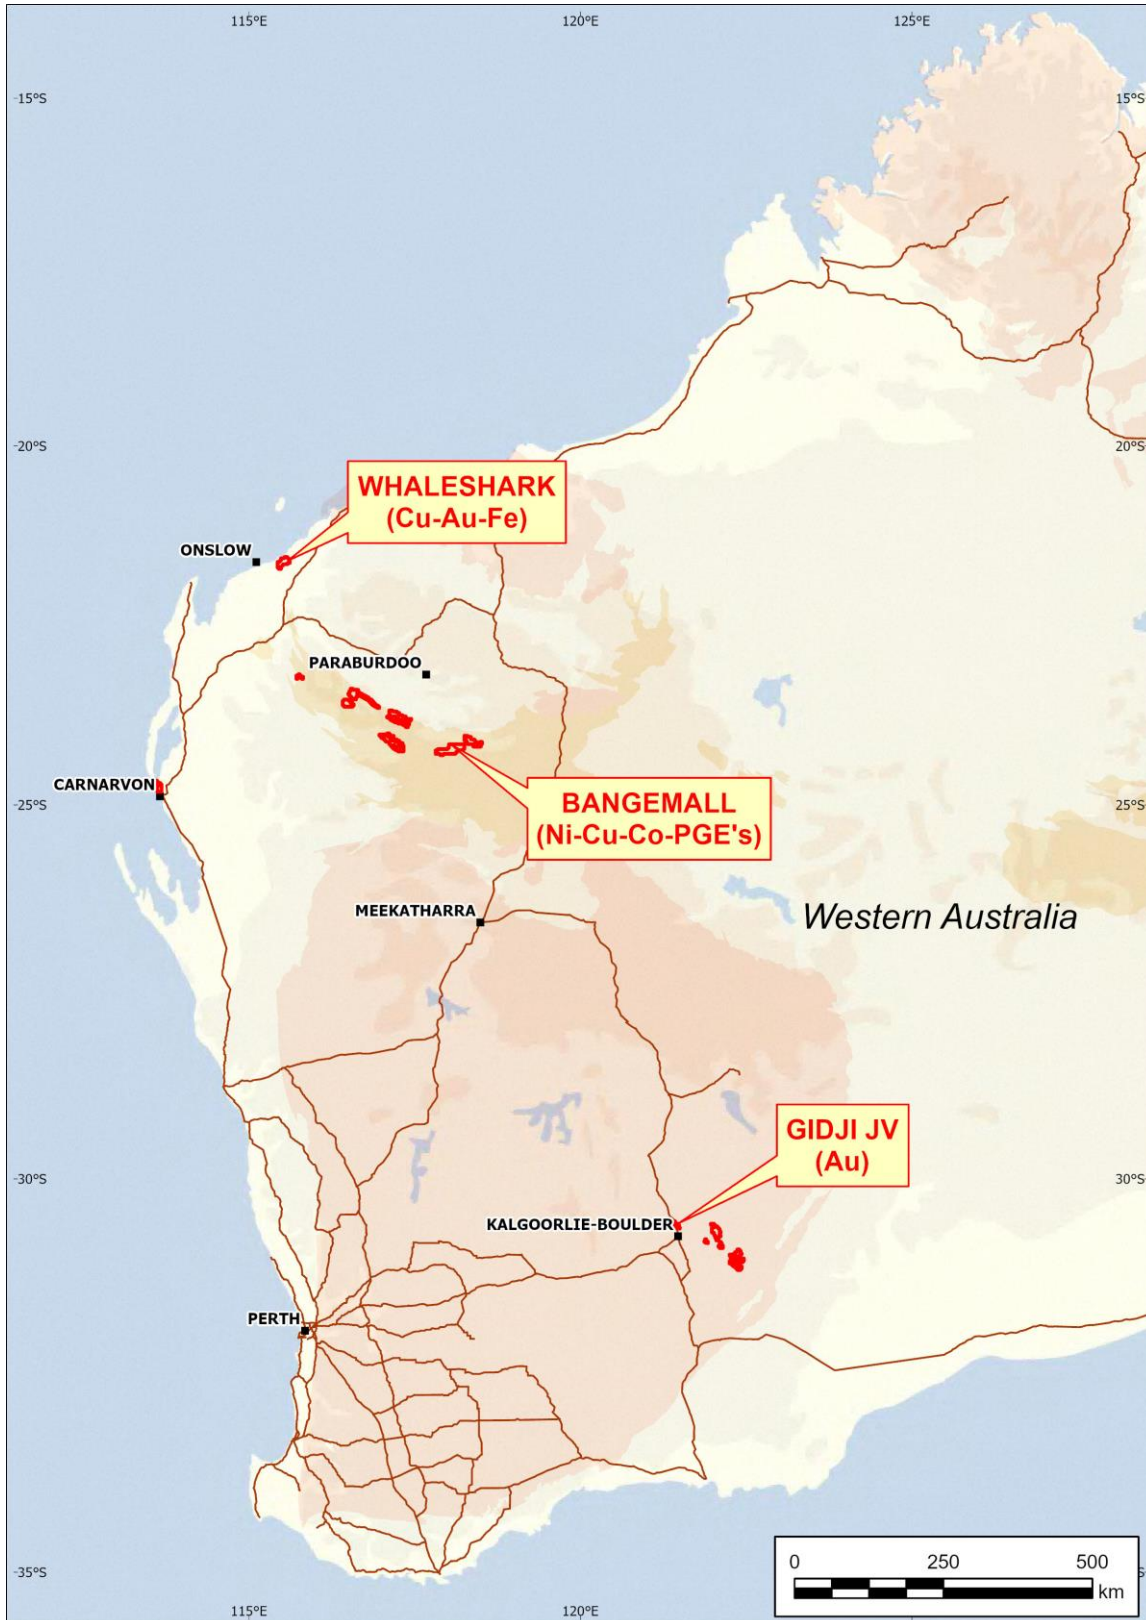 115°E
120°E
125°E
15°S
15°S
20°S
20°S
WHALESHARK
(Cu-Au-Fe)
ONSLOW
PARABURDOO
CARNARVON
BANGEMALL
(Ni-Cu-Co-PGE's)
25°S
25°S
MEEKATHARRA
Western Australia
GIDJI JV
(Au)
30°S
30°S
KALGOORLIE-BOULDER
PERTH
0 250 500
km
35°S
35°S
115°E
120°E